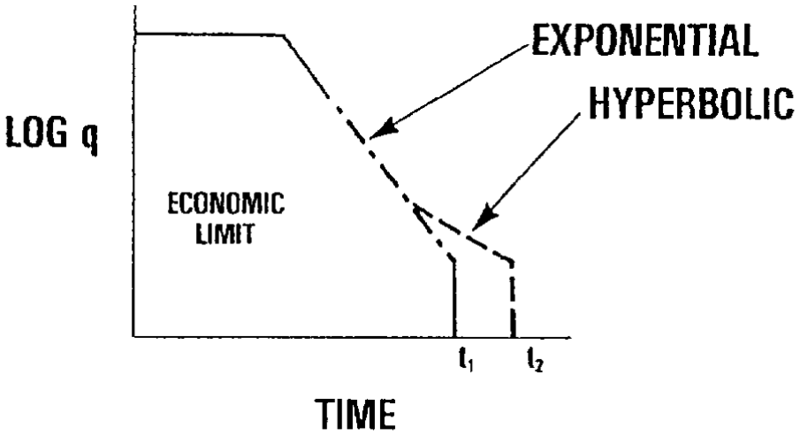 EXPONENTIAL
HYPERBOLIC
LOG q
ECONOMIC
LIMIT
t₁ t₂
TIME